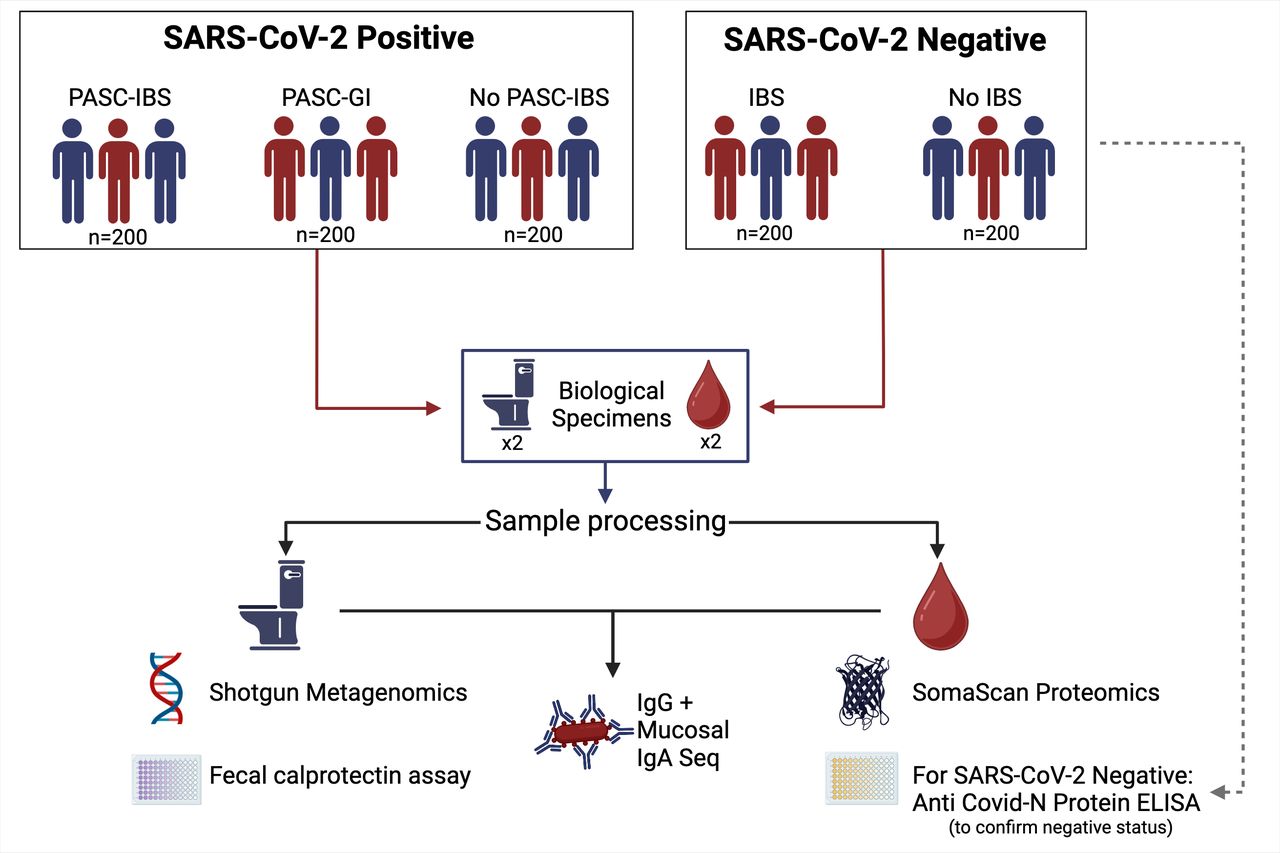 SARS-CoV-2 Positive
PASC-IBS
PASC-GI
No PASC-IBS
n=200
n=200
n=200
SARS-CoV-2 Negative
IBS
No IBS
n=200
n=200
Biological
Specimens
x2
x2
Sample processing
Shotgun Metagenomics
Fecal calprotectin assay
IgG +
Mucosal
IgA Seq
SomaScan Proteomics
For SARS-CoV-2 Negative:
Anti Covid-N Protein ELISA
(to confirm negative status)